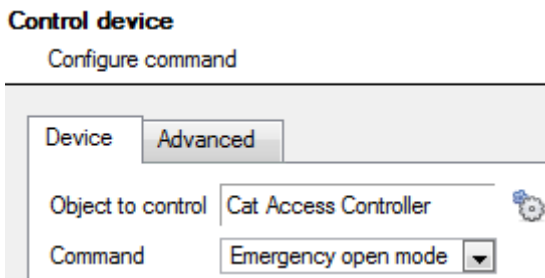 Control device
Configure command
Device Advanced
Object to control Cat Access Controller
Command Emergency open mode